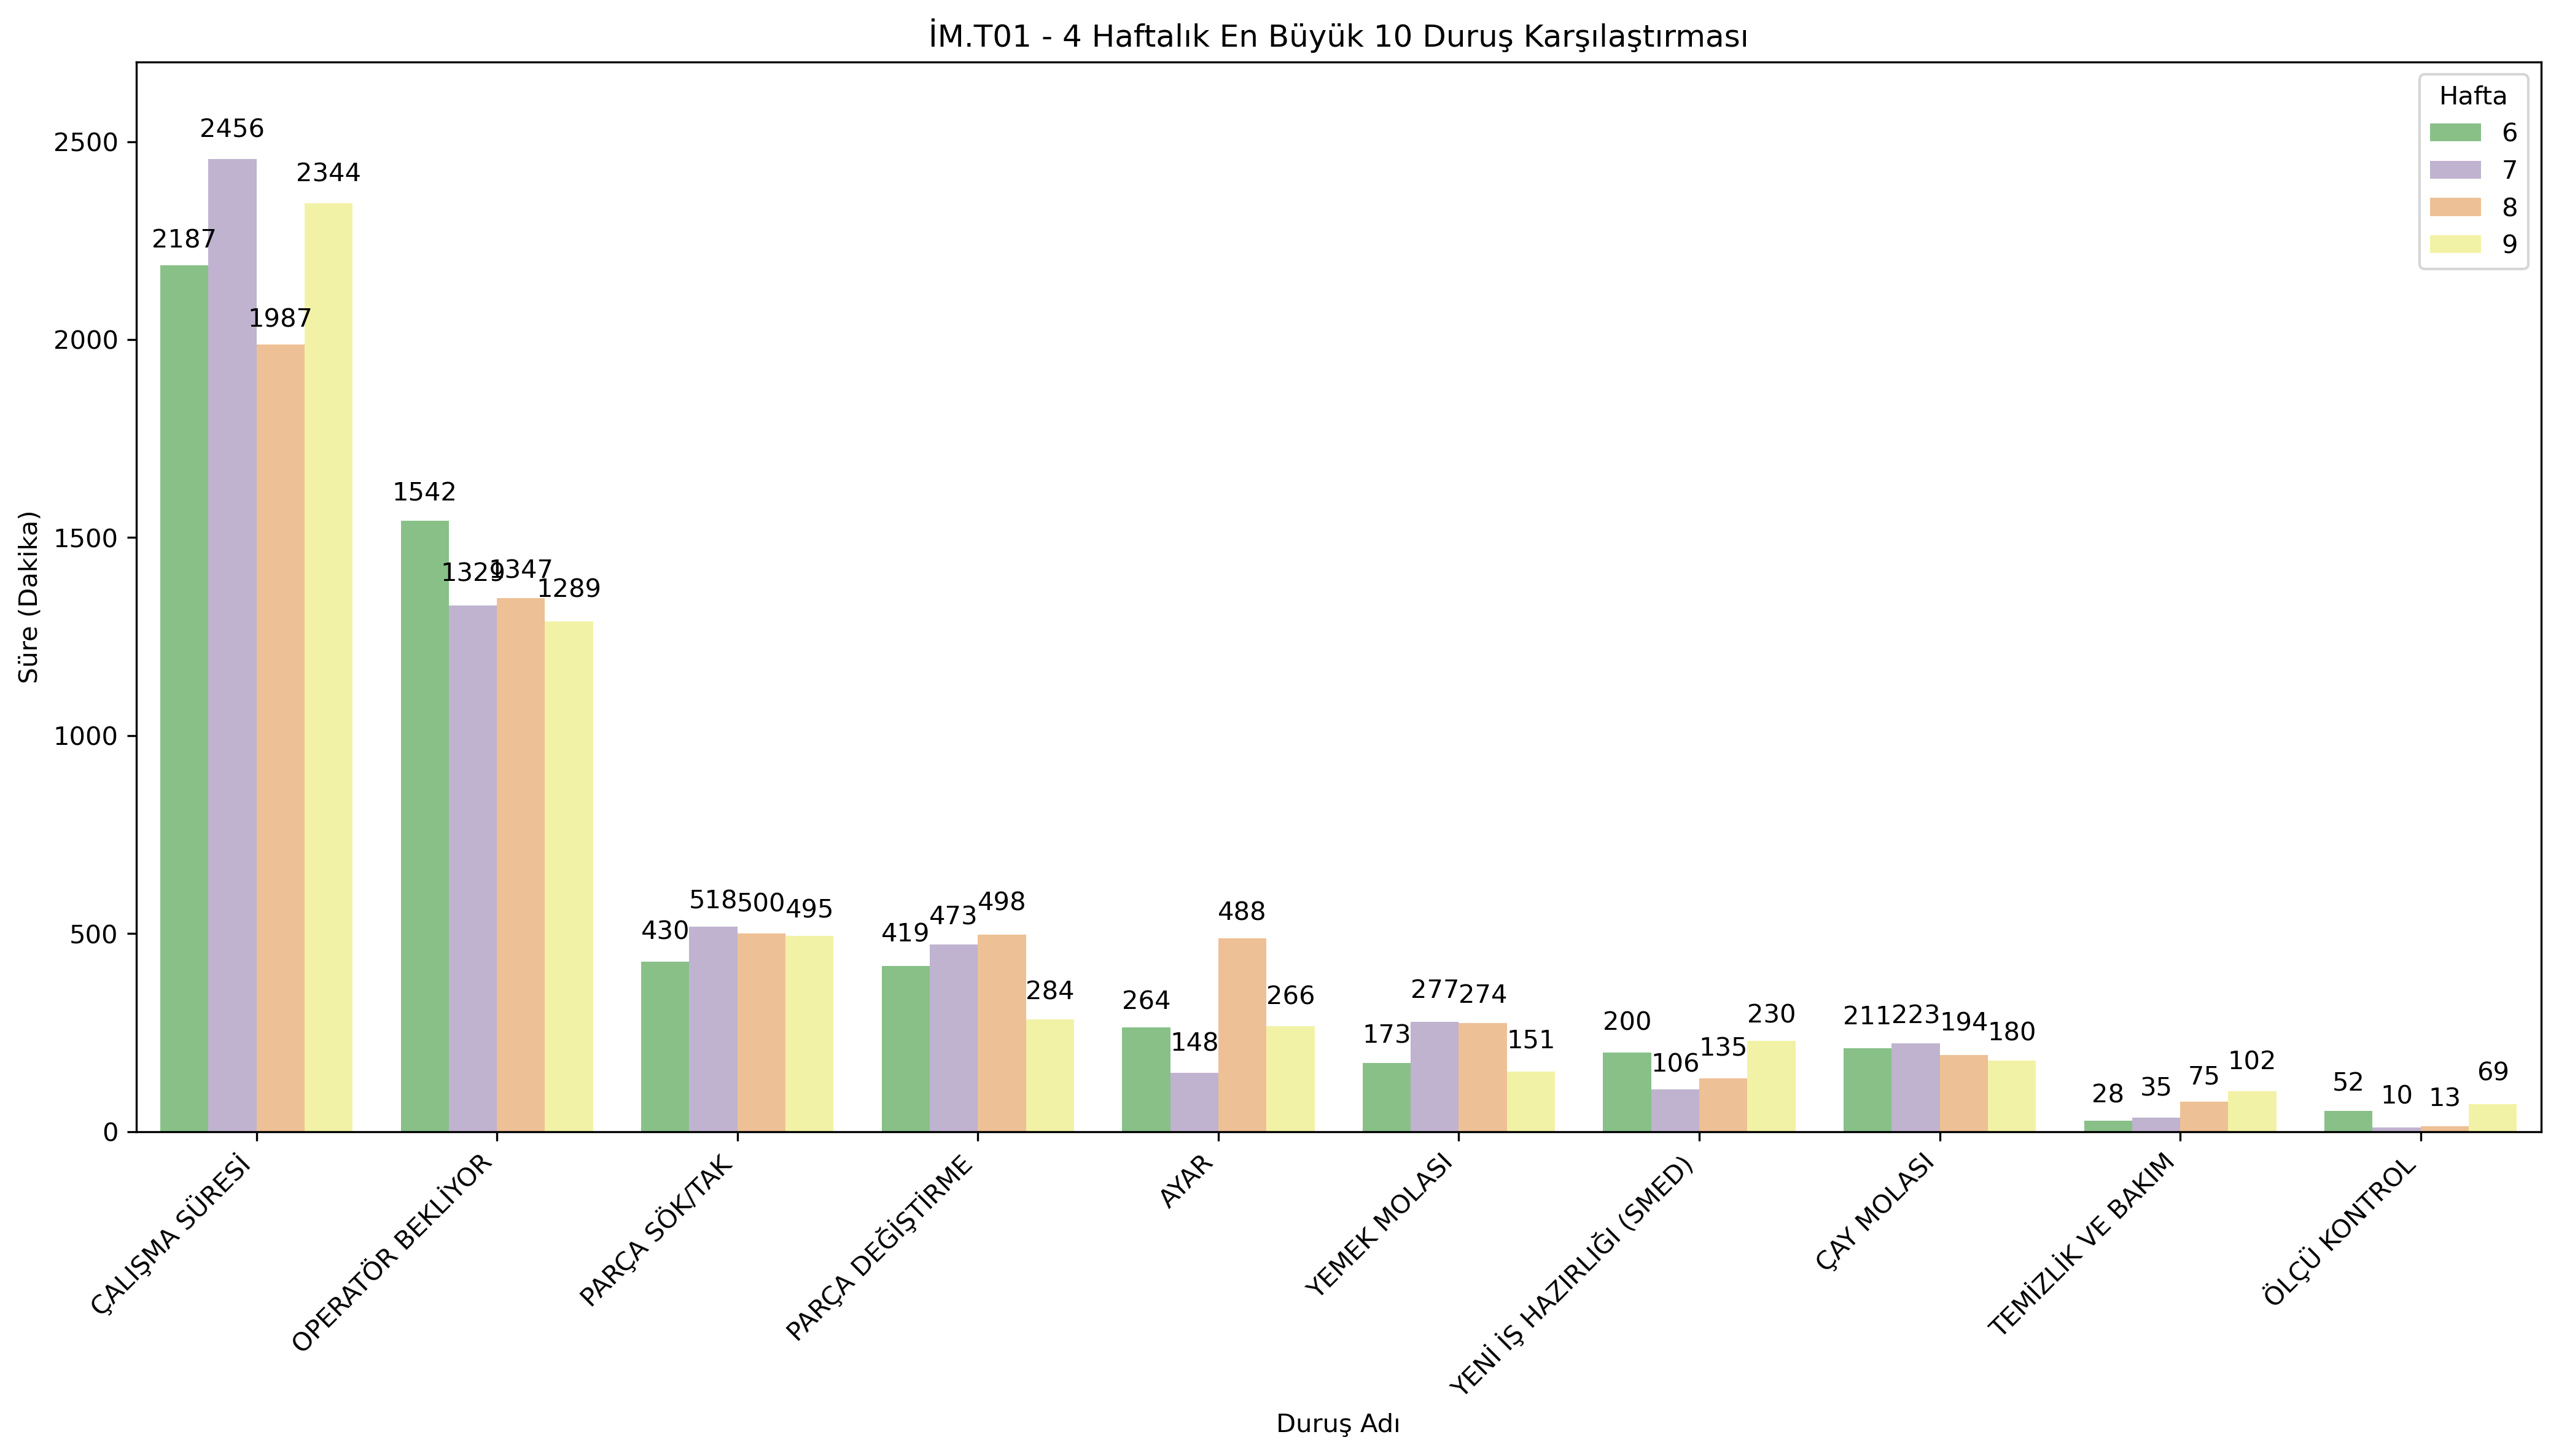 İM.T01 - 4 Haftalık En Büyük 10 Duruş Karşılaştırması
Hafta
6
7
8
9
Süre (Dakika)
2500
2000
1500
1000
500
0
2187 2456 1987 2344
1542 1329 1347 1289
430 518 500 495
419 473 498 284
264 148 488 266
173 277 274 151
200 106 135 230
211 223 194 180
28 35 75 102
52 10 13 69
ÇALIŞMA SÜRESİ
OPERATÖR BEKLİYOR
PARÇA SÖK/TAK
PARÇA DEĞİŞTİRME
AYAR
YEMEK MOLASI
YENİ İŞ HAZIRLIĞI (SMED)
ÇAY MOLASI
TEMİZLİK VE BAKIM
ÖLÇÜ KONTROL
Duruş Adı